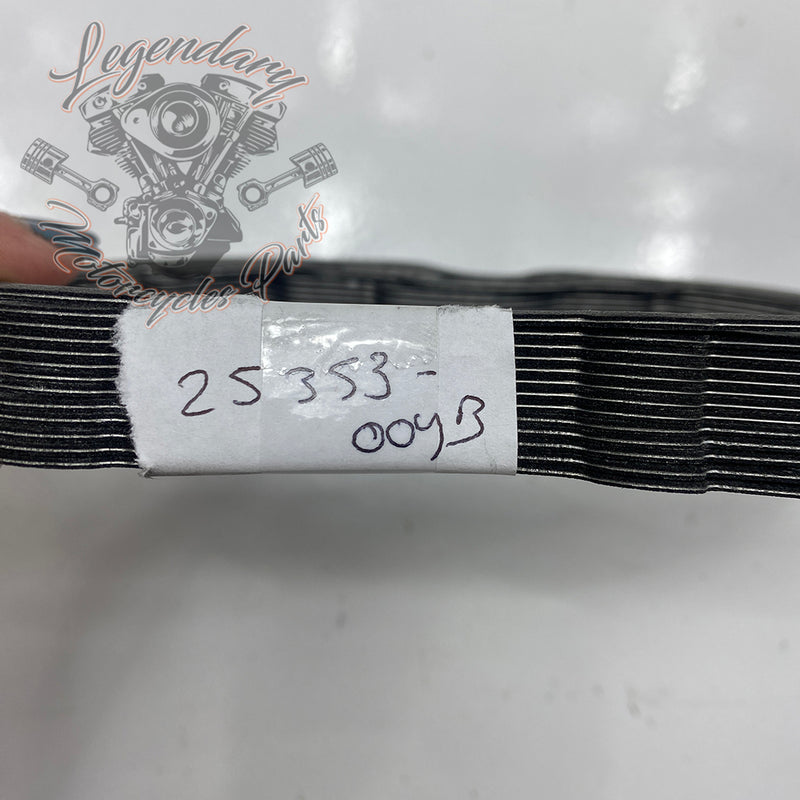 Legendary
Motorcycles Parts
25353-
004B